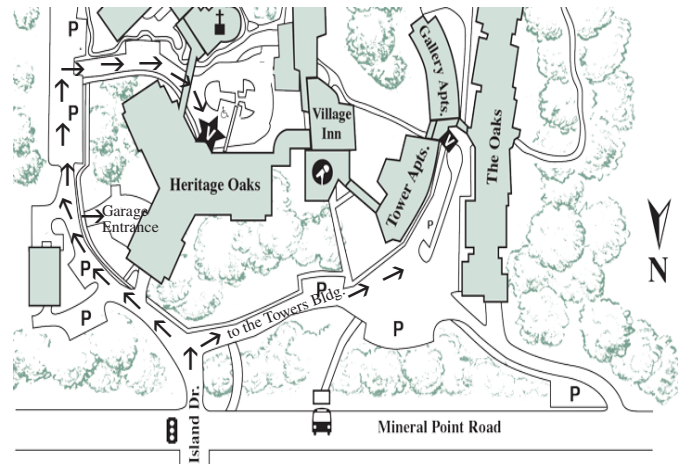 P
Gallery Apts.
P
Village
Inn
V
V
The Oaks
Heritage Oaks
Tower Apts.
Garage
Entrance
P
N
P
P
to the Towers Bldg.
P
P
P
Island Dr.
Mineral Point Road